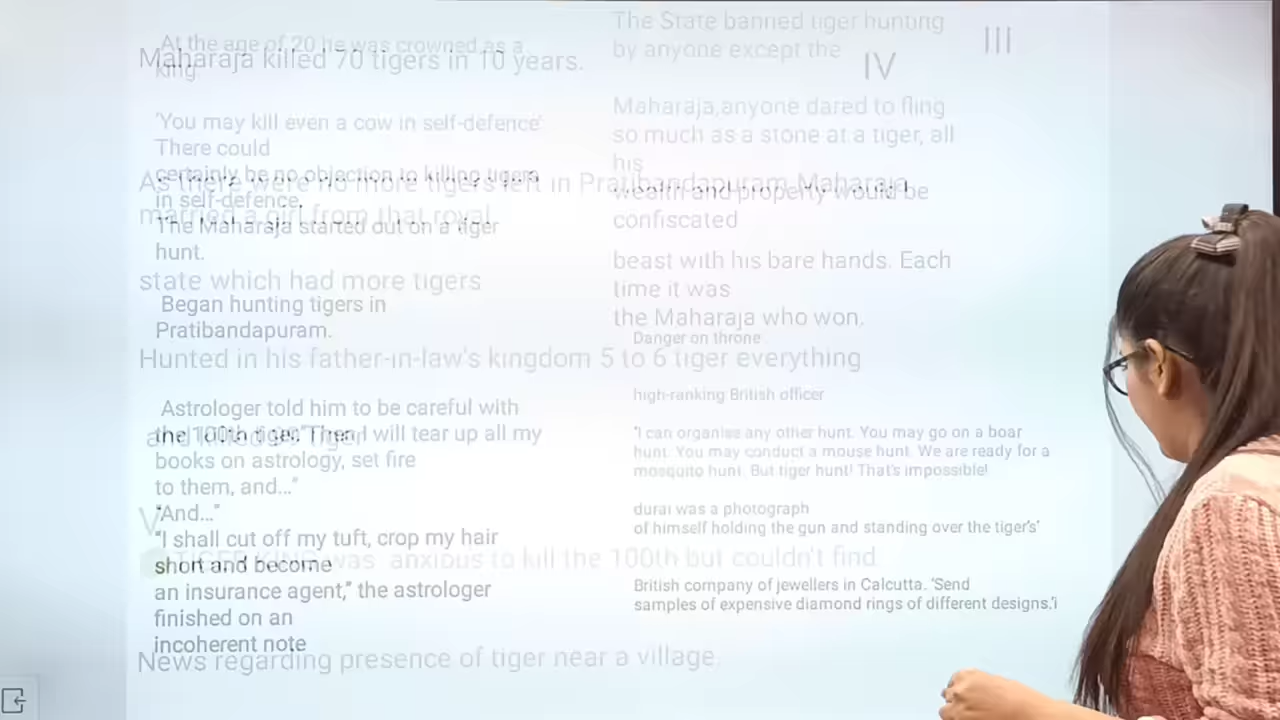 At the age of 20 he was crowned as a
king.
'You may kill even a cow in self-defence'.
There could
certainly be no objection to killing tigers
in self-defence.
The Maharaja started out on a tiger
hunt.
Began hunting tigers in
Pratibandapuram.
Astrologer told him to be careful with
the 100th tiger. Then I will tear up all my
books on astrology, set fire
to them, and..."
"And..."
"I shall cut off my tuft, crop my hair
short and become
an insurance agent," the astrologer
finished on an
incoherent note
The State banned tiger hunting
by anyone except the
III
Maharaja,anyone dared to fling
so much as a stone at a tiger, all
his
wealth and property would be
confiscated
beast with his bare hands. Each
time it was
the Maharaja who won.
Danger on throne
high-ranking British officer
"I can organise any other hunt. You may go on a boar
hunt. You may conduct a mouse hunt. We are ready for a
mosquito hunt. But tiger hunt! That's impossible!
durai was a photograph
of himself holding the gun and standing over the tiger's'
British company of jewellers in Calcutta. 'Send
samples of expensive diamond rings of different designs.'i
IV
Maharaja killed 70 tigers in 10 years.
As there were no more tigers left in Pratibandapuram Maharaja
married a girl from that royal
state which had more tigers
Hunted in his father-in-law's kingdom 5 to 6 tiger everything
and
V
TIGER KING was anxious to kill the 100th but couldn't find.
News regarding presence of tiger near a village.